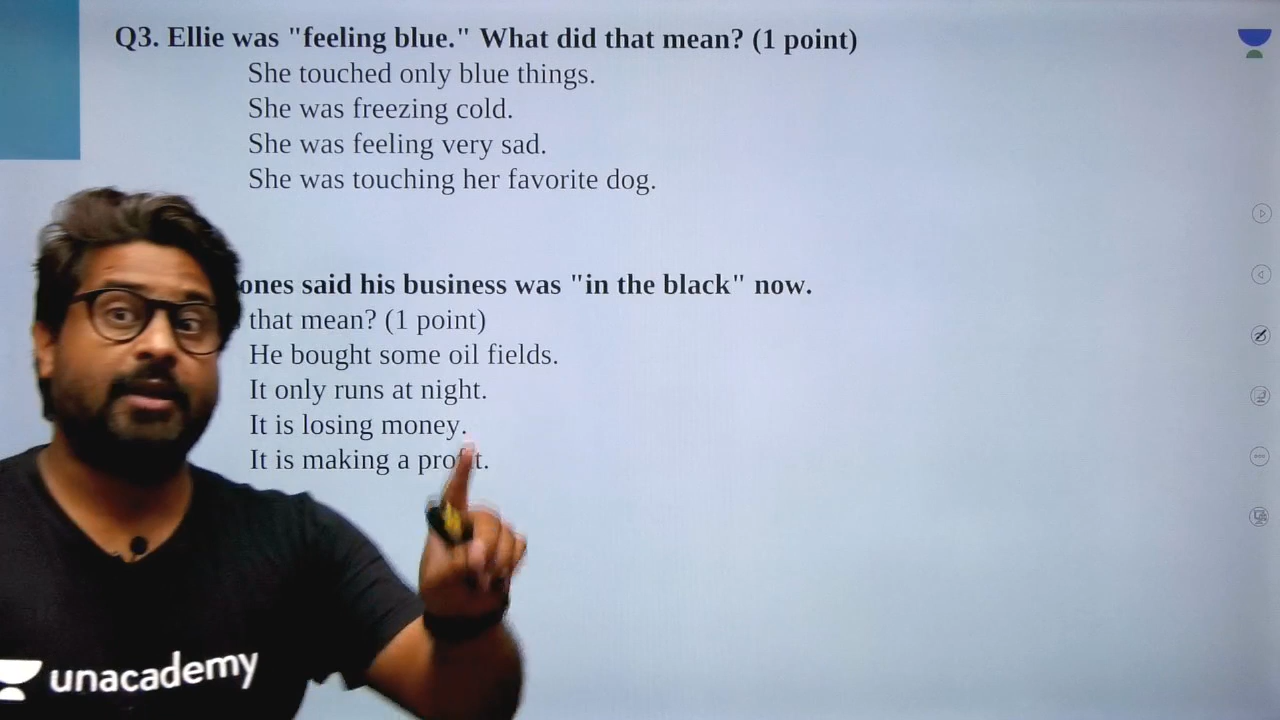 Q3. Ellie was "feeling blue." What did that mean? (1 point)
She touched only blue things.
She was freezing cold.
She was feeling very sad.
She was touching her favorite dog.
ones said his business was "in the black" now.
that mean? (1 point)
He bought some oil fields.
It only runs at night.
It is losing money.
It is making a profit.
unacademy